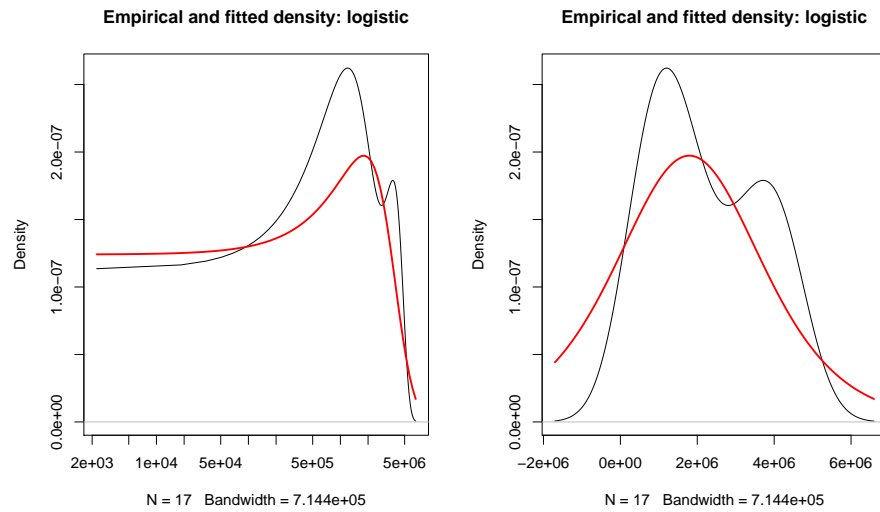 Empirical and fitted density: logistic
Density
0.0e+00
1.0e-07
2.0e-07
2e+03 1e+04 5e+04 5e+05 5e+06
N = 17 Bandwidth = 7.144e+05
Empirical and fitted density: logistic
Density
0.0e+00
1.0e-07
2.0e-07
−2e+06 0e+00 2e+06 4e+06 6e+06
N = 17 Bandwidth = 7.144e+05